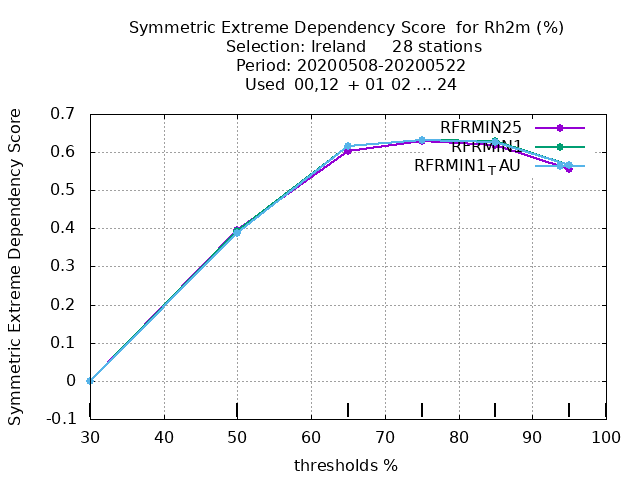 Symmetric Extreme Dependency Score for Rh2m (%)
Selection: Ireland 28 stations
Period: 20200508-20200522
Used 00,12 + 01 02 ... 24
Symmetric Extreme Dependency Score
0.7
0.6
0.5
0.4
0.3
0.2
0.1
0
-0.1
RFRMIN25
RFRMIN1
RFRMIN1TAU
30 40 50 60 70 80 90 100
thresholds %